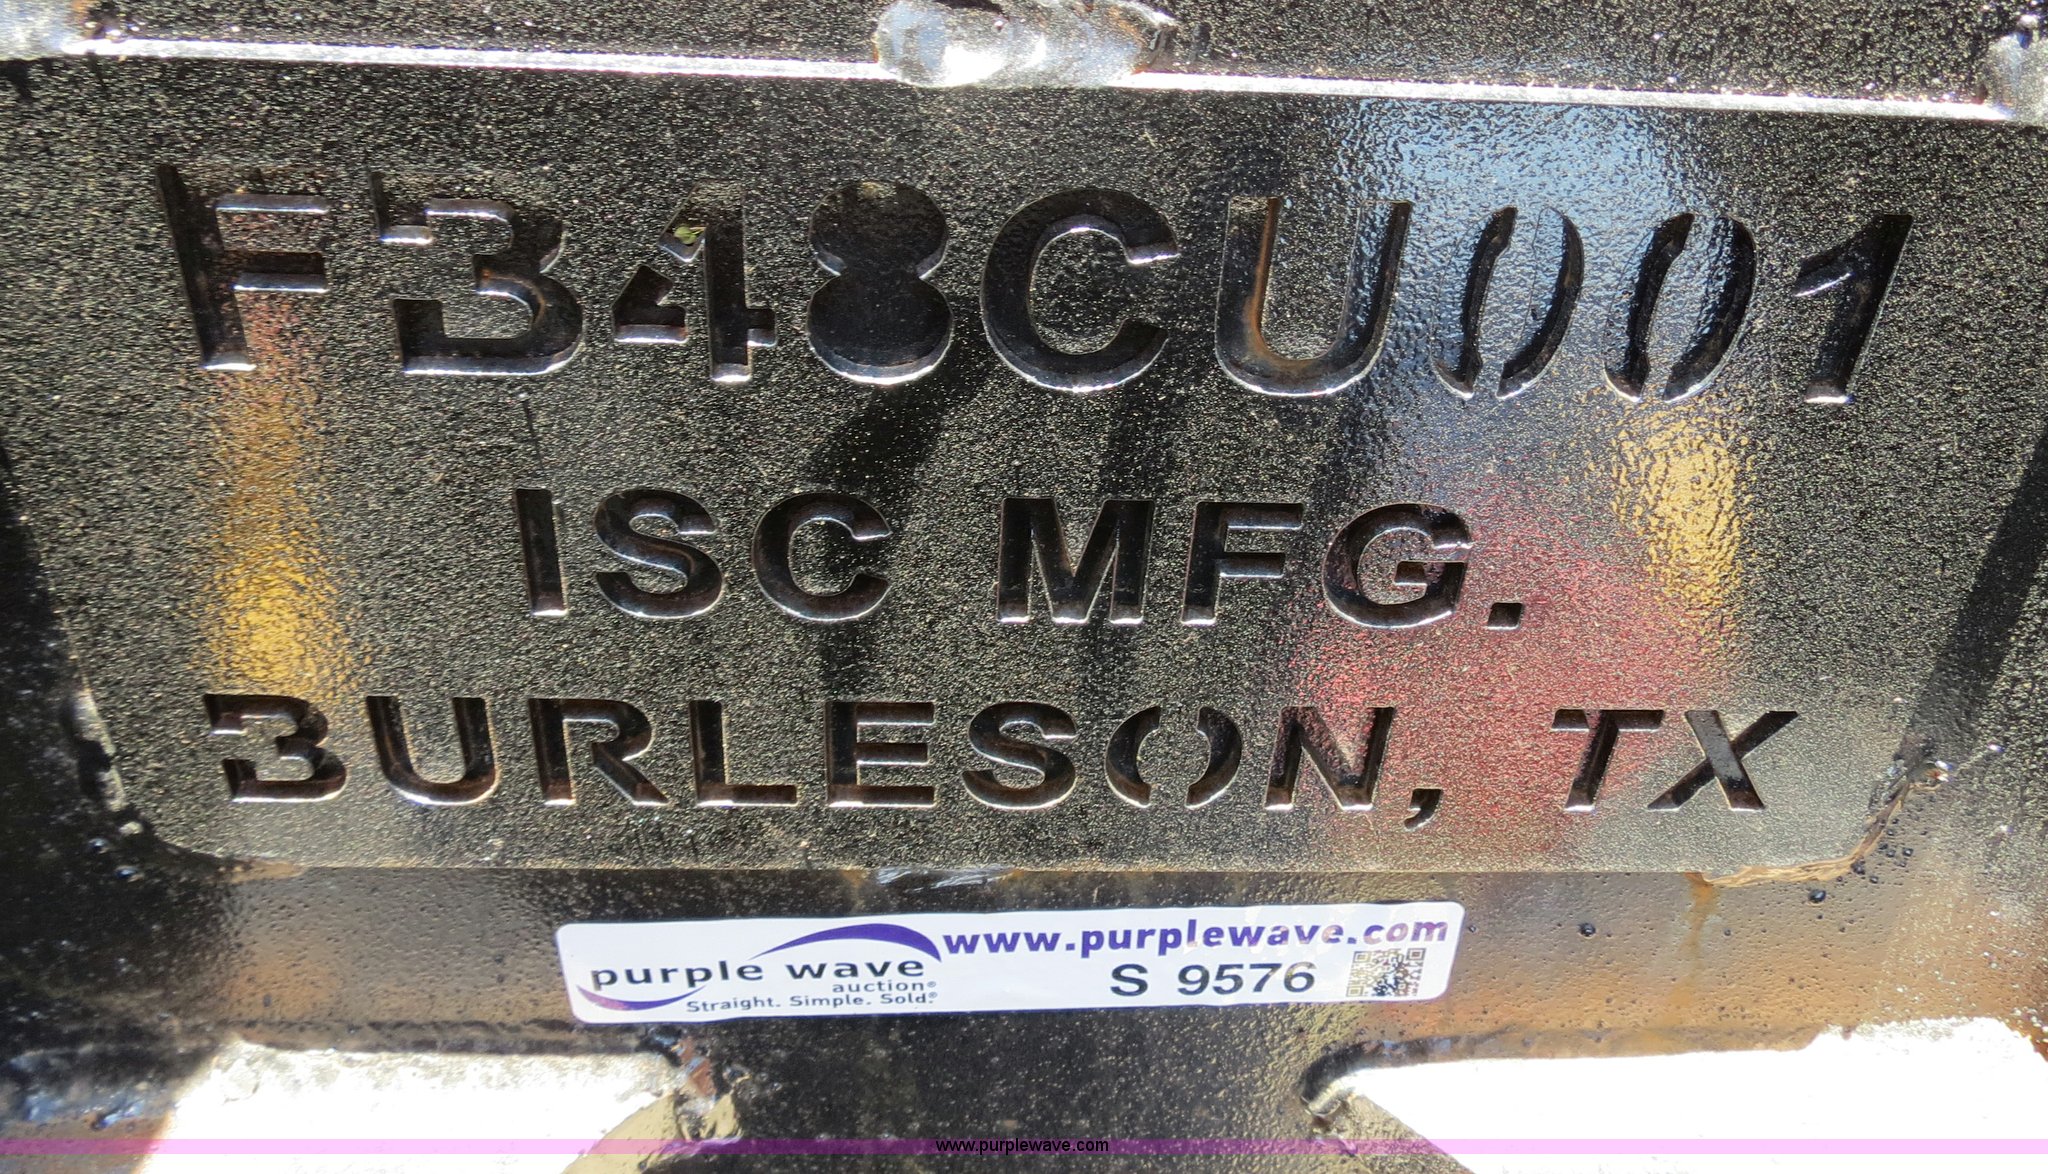 FB48CU001
ISC MFG.
BURLESON, TX
www.purplewave.com
purple wave
auction®
Straight. Simple. Sold.®
S 9576
www.purplewave.com